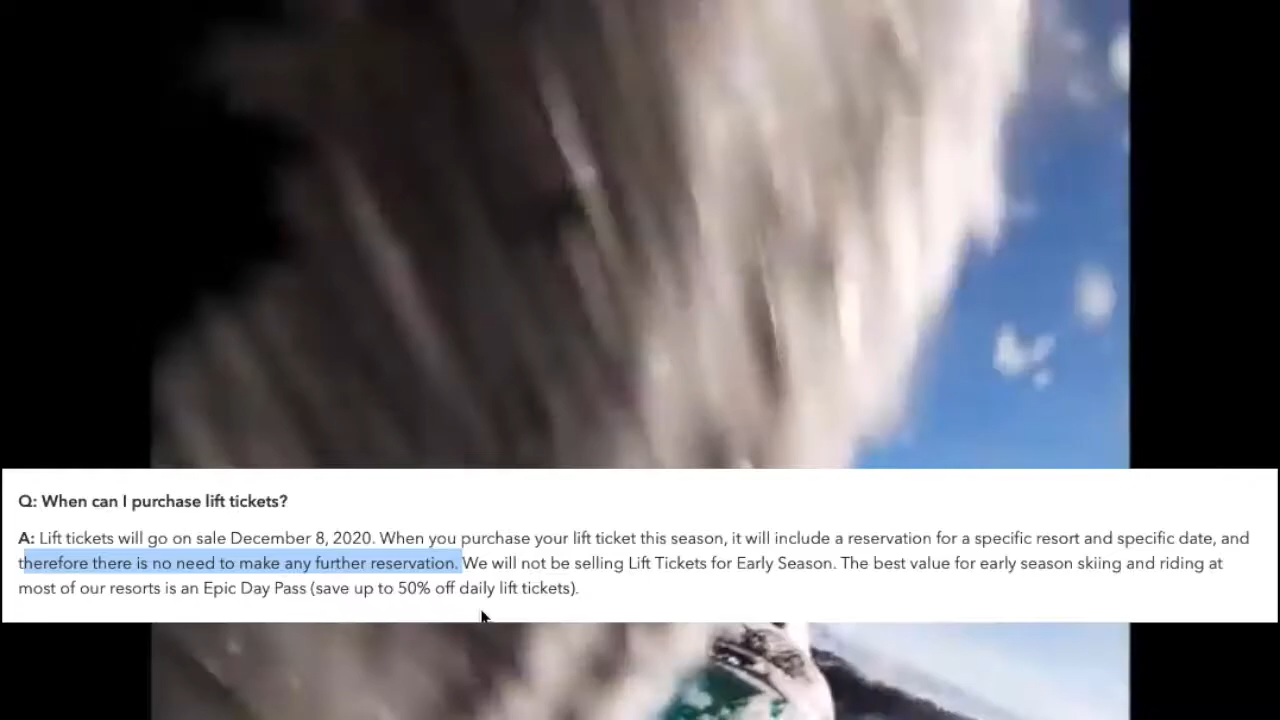 Q: When can I purchase lift tickets?
A: Lift tickets will go on sale December 8, 2020. When you purchase your lift ticket this season, it will include a reservation for a specific resort and specific date, and
therefore there is no need to make any further reservation. We will not be selling Lift Tickets for Early Season. The best value for early season skiing and riding at
most of our resorts is an Epic Day Pass (save up to 50% off daily lift tickets).